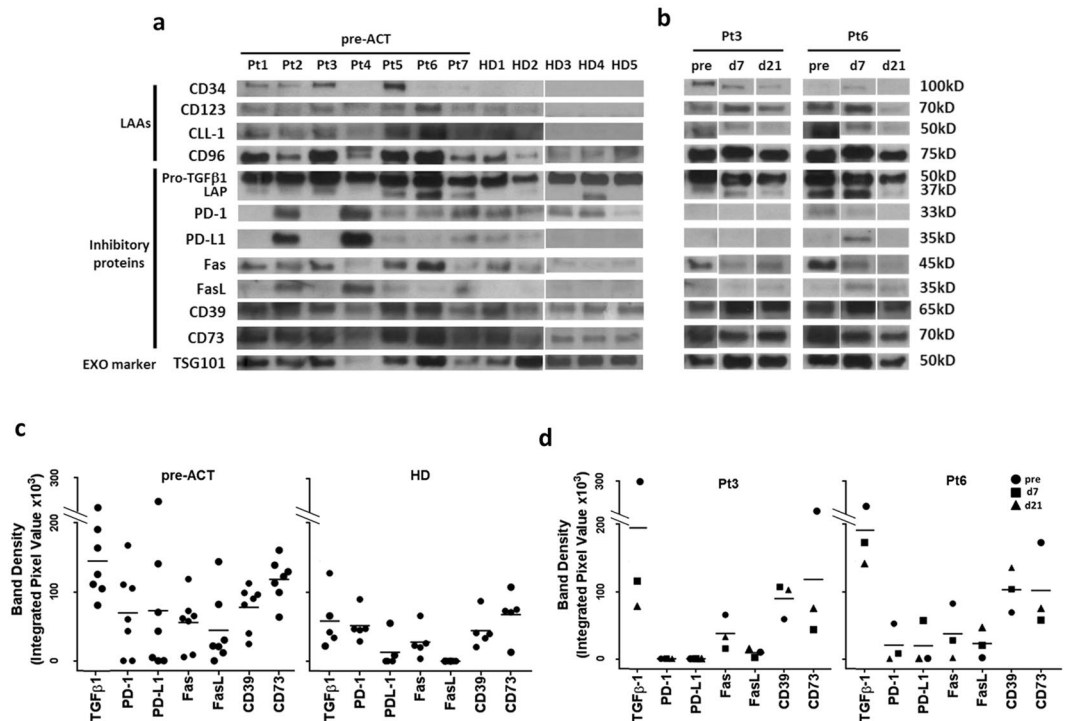 a
pre-ACT
Pt1 Pt2 Pt3 Pt4 Pt5 Pt6 Pt7 HD1 HD2 HD3 HD4 HD5
LAAs
CD34
CD123
CLL-1
CD96
Inhibitory proteins
Pro-TGFβ1
LAP
PD-1
PD-L1
Fas
FasL
CD39
CD73
EXO marker TSG101
b
Pt3 Pt6
pre d7 d21 pre d7 d21
100kD
70kD
50kD
75kD
50kD
37kD
33kD
35kD
45kD
35kD
65kD
70kD
50kD
c
Band Density
(Integrated Pixel Value x10³)
300
200
100
0
pre-ACT
TGFβ1 PD-1 PD-L1 Fas FasL CD39 CD73
HD
TGFβ1 PD-1 PD-L1 Fas FasL CD39 CD73
d
Band Density
(Integrated Pixel Value x10³)
300
200
100
0
Pt3
TGFβ-1 PD-1 PD-L1 Fas FasL CD39 CD73
Pt6
pre
d7
d21
TGFβ-1 PD-1 PD-L1 Fas FasL CD39 CD73